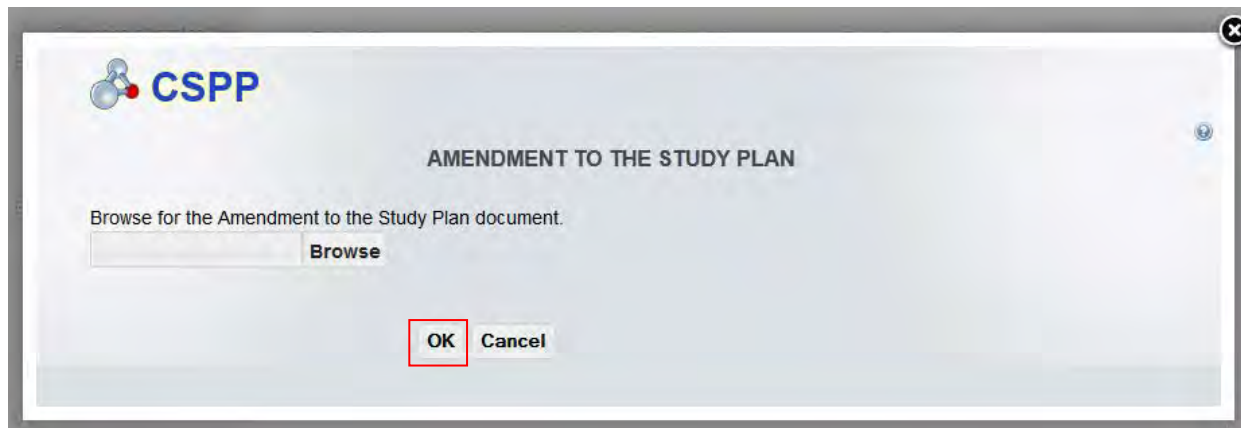 CSPP
AMENDMENT TO THE STUDY PLAN
Browse for the Amendment to the Study Plan document.
Browse
OK Cancel